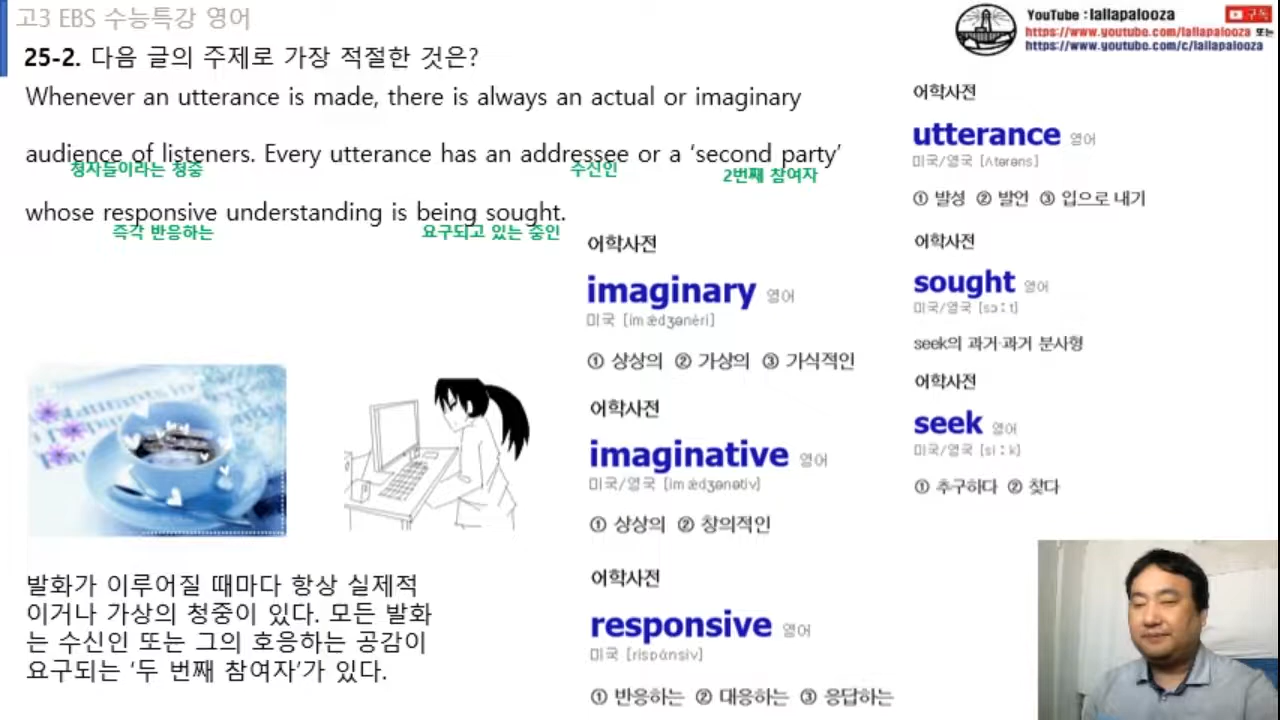 고3 EBS 수능특강 영어
YouTube : lallapalooza
구독
https://www.youtube.com/lallapalooza 또는
https://www.youtube.com/c/lallapalooza
25-2. 다음 글의 주제로 가장 적절한 것은?
Whenever an utterance is made, there is always an actual or imaginary
audience of listeners. Every utterance has an addressee or a ‘second party’
청자들이라는 청중
수신인
2번째 참여자
whose responsive understanding is being sought.
즉각 반응하는
요구되고 있는 중인
발화가 이루어질 때마다 항상 실제적
이거나 가상의 청중이 있다. 모든 발화
는 수신인 또는 그의 호응하는 공감이
요구되는 ‘두 번째 참여자’가 있다.
어학사전
imaginary 영어
미국 [imǽdʒənèri]
① 상상의 ② 가상의 ③ 가식적인
어학사전
imaginative 영어
미국/영국 [imǽdʒənətiv]
① 상상의 ② 창의적인
어학사전
responsive 영어
미국 [rispάnsiv]
① 반응하는 ② 대응하는 ③ 응답하는
어학사전
utterance 영어
미국/영국 [ʌtərəns]
① 발성 ② 발언 ③ 입으로 내기
어학사전
sought 영어
미국/영국 [sɔːt]
seek의 과거·과거 분사형
어학사전
seek 영어
미국/영국 [siːk]
① 추구하다 ② 찾다